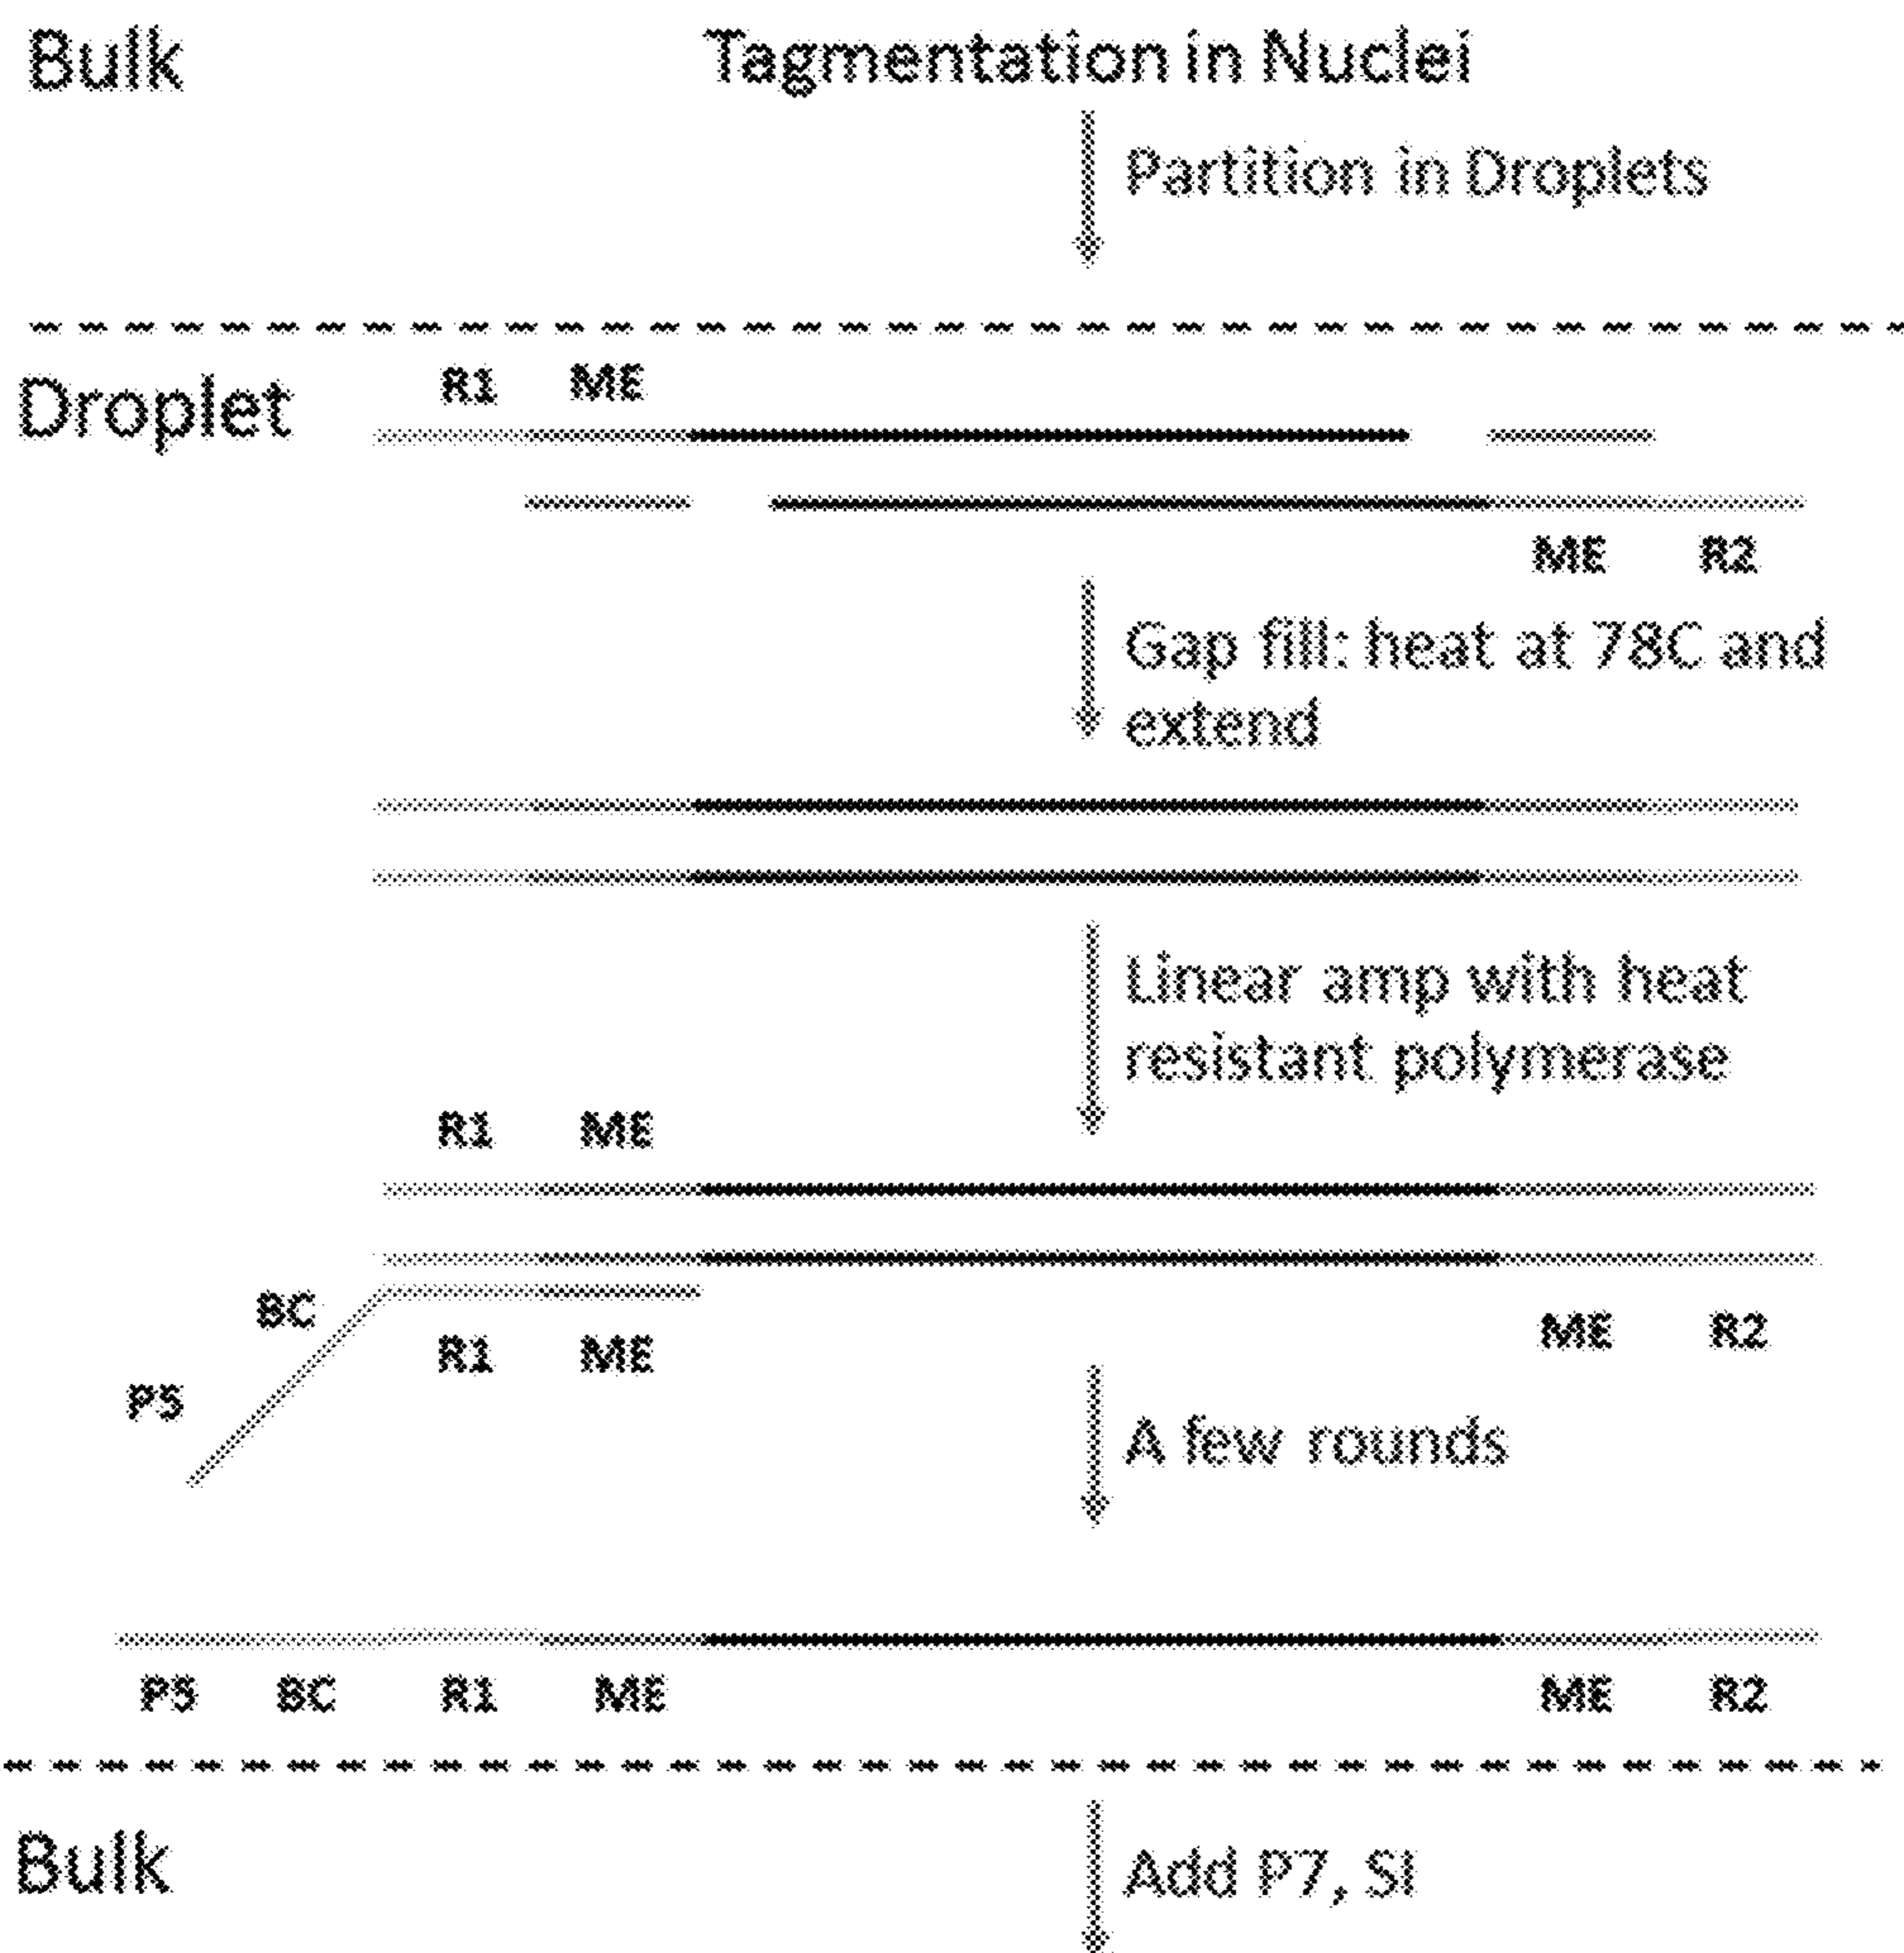 Bulk
Tagmentation in Nuclei
Partition in Droplets
Droplet
R1 ME
ME R2
Gap fill: heat at 78C and
extend
Linear amp with heat
resistant polymerase
R1 ME
BC
R1 ME
ME R2
P5
A few rounds
P5 BC R1 ME
ME R2
Bulk
Add P7, SI